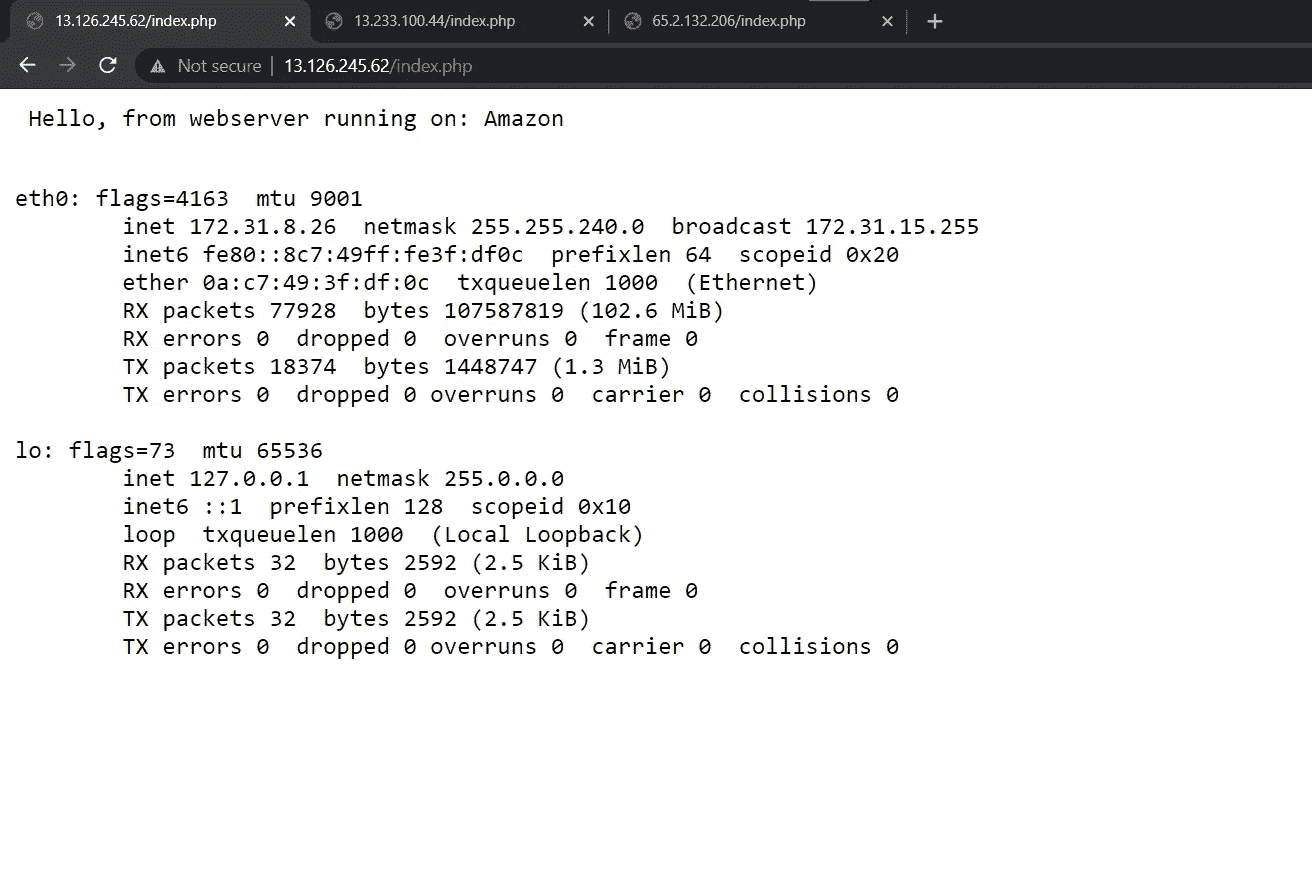 13.126.245.62/index.php
13.233.100.44/index.php
65.2.132.206/index.php
Not secure | 13.126.245.62/index.php
Hello, from webserver running on: Amazon
eth0: flags=4163  mtu 9001
inet 172.31.8.26  netmask 255.255.240.0  broadcast 172.31.15.255
inet6 fe80::8c7:49ff:fe3f:df0c  prefixlen 64  scopeid 0x20
ether 0a:c7:49:3f:df:0c  txqueuelen 1000  (Ethernet)
RX packets 77928  bytes 107587819 (102.6 MiB)
RX errors 0  dropped 0  overruns 0  frame 0
TX packets 18374  bytes 1448747 (1.3 MiB)
TX errors 0  dropped 0 overruns 0  carrier 0  collisions 0
lo: flags=73  mtu 65536
inet 127.0.0.1  netmask 255.0.0.0
inet6 ::1  prefixlen 128  scopeid 0x10
loop  txqueuelen 1000  (Local Loopback)
RX packets 32  bytes 2592 (2.5 KiB)
RX errors 0  dropped 0  overruns 0  frame 0
TX packets 32  bytes 2592 (2.5 KiB)
TX errors 0  dropped 0 overruns 0  carrier 0  collisions 0